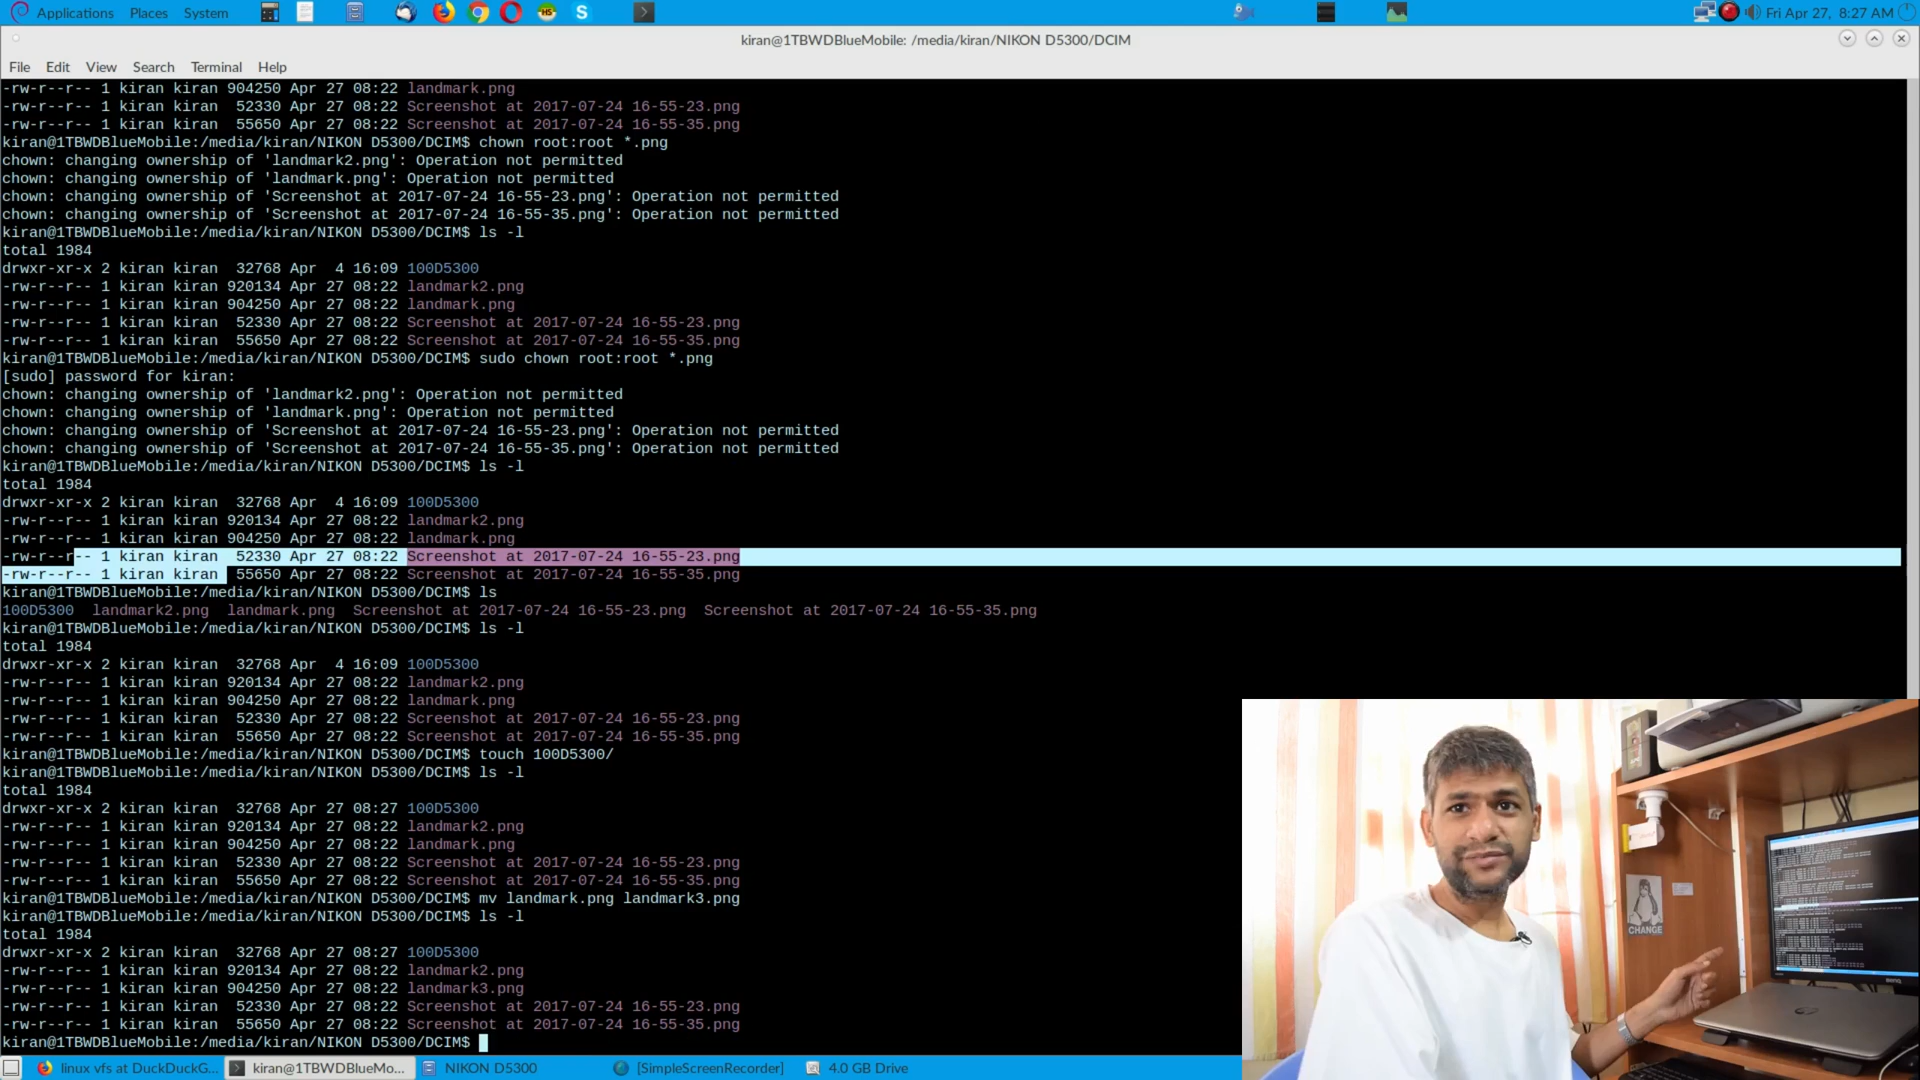 Applications Places System Fri Apr 27, 8:27 AM
kiran@1TBWDBlueMobile: /media/kiran/NIKON D5300/DCIM
File Edit View Search Terminal Help
-rw-r--r-- 1 kiran kiran 904250 Apr 27 08:22 landmark.png
-rw-r--r-- 1 kiran kiran  52330 Apr 27 08:22 Screenshot at 2017-07-24 16-55-23.png
-rw-r--r-- 1 kiran kiran  55650 Apr 27 08:22 Screenshot at 2017-07-24 16-55-35.png
kiran@1TBWDBlueMobile:/media/kiran/NIKON D5300/DCIM$ chown root:root *.png
chown: changing ownership of 'landmark2.png': Operation not permitted
chown: changing ownership of 'landmark.png': Operation not permitted
chown: changing ownership of 'Screenshot at 2017-07-24 16-55-23.png': Operation not permitted
chown: changing ownership of 'Screenshot at 2017-07-24 16-55-35.png': Operation not permitted
kiran@1TBWDBlueMobile:/media/kiran/NIKON D5300/DCIM$ ls -l
total 1984
drwxr-xr-x 2 kiran kiran  32768 Apr  4 16:09 100D5300
-rw-r--r-- 1 kiran kiran 920134 Apr 27 08:22 landmark2.png
-rw-r--r-- 1 kiran kiran 904250 Apr 27 08:22 landmark.png
-rw-r--r-- 1 kiran kiran  52330 Apr 27 08:22 Screenshot at 2017-07-24 16-55-23.png
-rw-r--r-- 1 kiran kiran  55650 Apr 27 08:22 Screenshot at 2017-07-24 16-55-35.png
kiran@1TBWDBlueMobile:/media/kiran/NIKON D5300/DCIM$ sudo chown root:root *.png
[sudo] password for kiran:
chown: changing ownership of 'landmark2.png': Operation not permitted
chown: changing ownership of 'landmark.png': Operation not permitted
chown: changing ownership of 'Screenshot at 2017-07-24 16-55-23.png': Operation not permitted
chown: changing ownership of 'Screenshot at 2017-07-24 16-55-35.png': Operation not permitted
kiran@1TBWDBlueMobile:/media/kiran/NIKON D5300/DCIM$ ls -l
total 1984
drwxr-xr-x 2 kiran kiran  32768 Apr  4 16:09 100D5300
-rw-r--r-- 1 kiran kiran 920134 Apr 27 08:22 landmark2.png
-rw-r--r-- 1 kiran kiran 904250 Apr 27 08:22 landmark.png
-rw-r--r-- 1 kiran kiran  52330 Apr 27 08:22 Screenshot at 2017-07-24 16-55-23.png
-rw-r--r-- 1 kiran kiran  55650 Apr 27 08:22 Screenshot at 2017-07-24 16-55-35.png
kiran@1TBWDBlueMobile:/media/kiran/NIKON D5300/DCIM$ ls
100D5300  landmark2.png  landmark.png  Screenshot at 2017-07-24 16-55-23.png  Screenshot at 2017-07-24 16-55-35.png
kiran@1TBWDBlueMobile:/media/kiran/NIKON D5300/DCIM$ ls -l
total 1984
drwxr-xr-x 2 kiran kiran  32768 Apr  4 16:09 100D5300
-rw-r--r-- 1 kiran kiran 920134 Apr 27 08:22 landmark2.png
-rw-r--r-- 1 kiran kiran 904250 Apr 27 08:22 landmark.png
-rw-r--r-- 1 kiran kiran  52330 Apr 27 08:22 Screenshot at 2017-07-24 16-55-23.png
-rw-r--r-- 1 kiran kiran  55650 Apr 27 08:22 Screenshot at 2017-07-24 16-55-35.png
kiran@1TBWDBlueMobile:/media/kiran/NIKON D5300/DCIM$ touch 100D5300/
kiran@1TBWDBlueMobile:/media/kiran/NIKON D5300/DCIM$ ls -l
total 1984
drwxr-xr-x 2 kiran kiran  32768 Apr 27 08:27 100D5300
-rw-r--r-- 1 kiran kiran 920134 Apr 27 08:22 landmark2.png
-rw-r--r-- 1 kiran kiran 904250 Apr 27 08:22 landmark.png
-rw-r--r-- 1 kiran kiran  52330 Apr 27 08:22 Screenshot at 2017-07-24 16-55-23.png
-rw-r--r-- 1 kiran kiran  55650 Apr 27 08:22 Screenshot at 2017-07-24 16-55-35.png
kiran@1TBWDBlueMobile:/media/kiran/NIKON D5300/DCIM$ mv landmark.png landmark3.png
kiran@1TBWDBlueMobile:/media/kiran/NIKON D5300/DCIM$ ls -l
total 1984
drwxr-xr-x 2 kiran kiran  32768 Apr 27 08:27 100D5300
-rw-r--r-- 1 kiran kiran 920134 Apr 27 08:22 landmark2.png
-rw-r--r-- 1 kiran kiran 904250 Apr 27 08:22 landmark3.png
-rw-r--r-- 1 kiran kiran  52330 Apr 27 08:22 Screenshot at 2017-07-24 16-55-23.png
-rw-r--r-- 1 kiran kiran  55650 Apr 27 08:22 Screenshot at 2017-07-24 16-55-35.png
kiran@1TBWDBlueMobile:/media/kiran/NIKON D5300/DCIM$
CHANGE
BENQ
linux vfs at DuckDuckG... kiran@1TBWDBlueMo... NIKON D5300 [SimpleScreenRecorder] 4.0 GB Drive